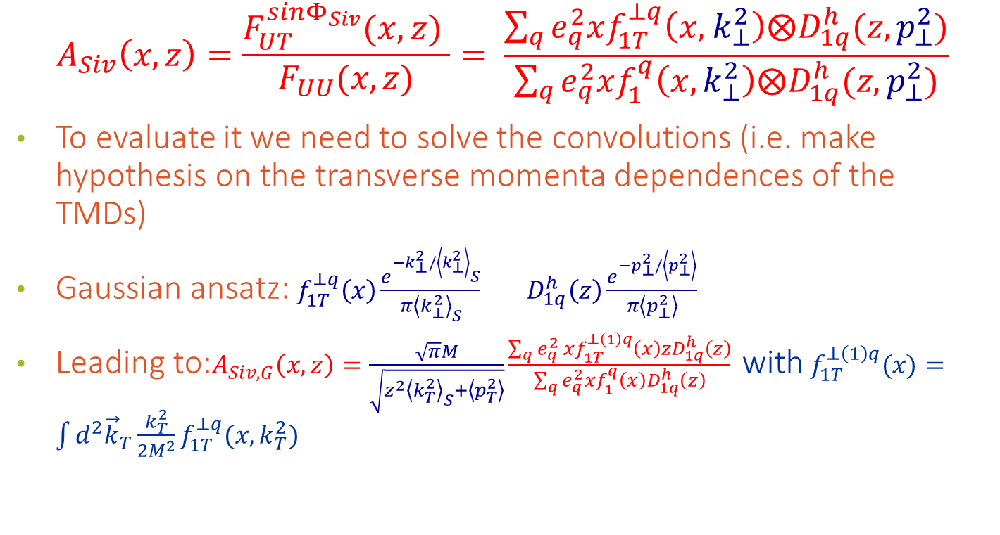 A_{Siv}(x, z) = \frac{F_{UT}^{sin\Phi_{Siv}}(x, z)}{F_{UU}(x, z)} = \frac{\sum_q e_q^2 x f_{1T}^{\perp q}(x, k_\perp^2) \otimes D_{1q}^h(z, p_\perp^2)}{\sum_q e_q^2 x f_1^q(x, k_\perp^2) \otimes D_{1q}^h(z, p_\perp^2)}
• To evaluate it we need to solve the convolutions (i.e. make
hypothesis on the transverse momenta dependences of the
TMDs)
• Gaussian ansatz: f_{1T}^{\perp q}(x) \frac{e^{-k_\perp^2/\langle k_\perp^2 \rangle_S}}{\pi \langle k_\perp^2 \rangle_S} D_{1q}^h(z) \frac{e^{-p_\perp^2/\langle p_\perp^2 \rangle}}{\pi \langle p_\perp^2 \rangle}
• Leading to: A_{Siv,G}(x, z) = \frac{\sqrt{\pi} M}{\sqrt{z^2 \langle k_T^2 \rangle_S + \langle p_T^2 \rangle}} \frac{\sum_q e_q^2 x f_{1T}^{\perp (1) q}(x) z D_{1q}^h(z)}{\sum_q e_q^2 x f_1^q(x) D_{1q}^h(z)} with f_{1T}^{\perp (1) q}(x) =
\int d^2 \vec{k}_T \frac{k_T^2}{2M^2} f_{1T}^{\perp q}(x, k_T^2)